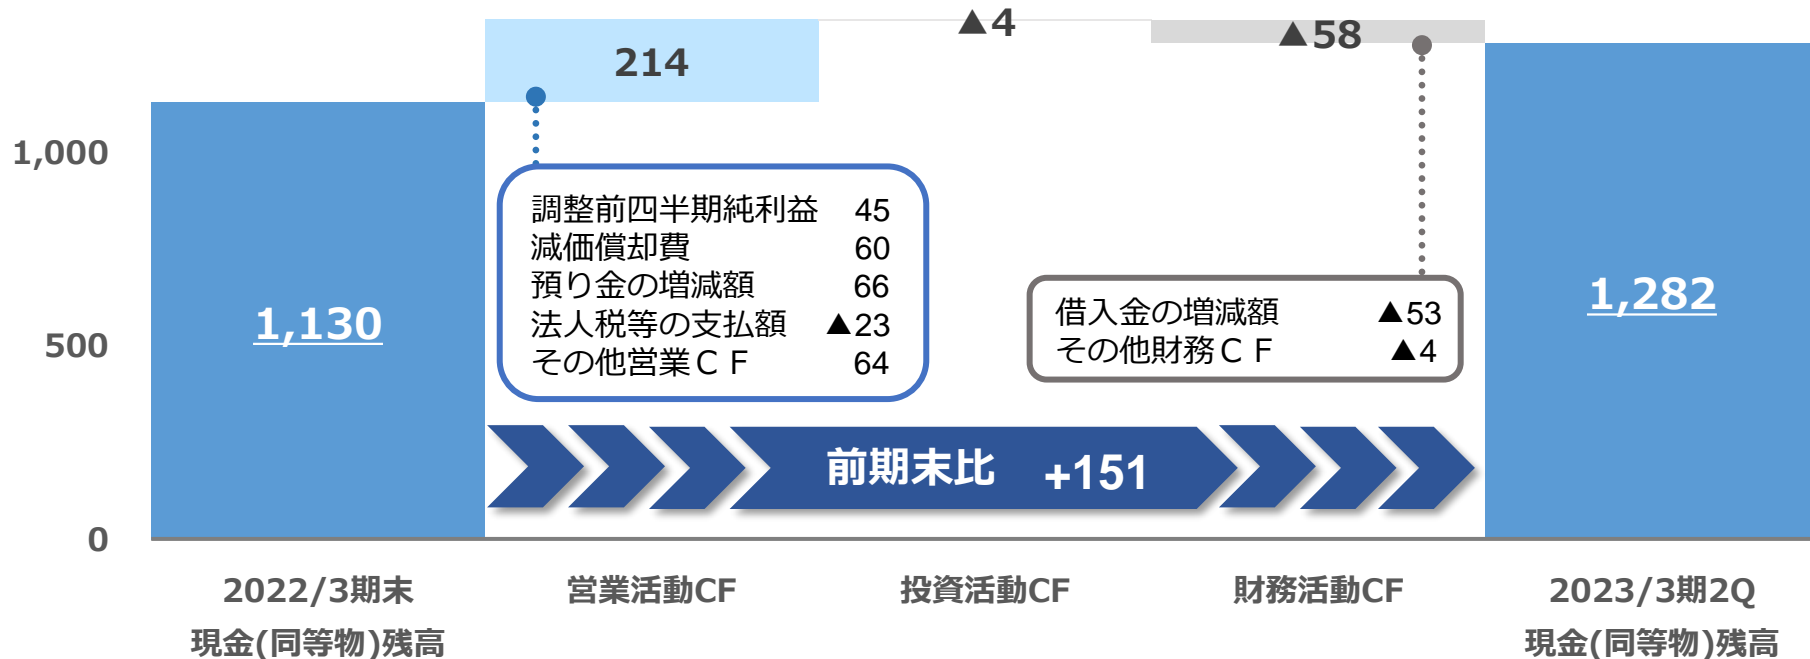 214
▲4
▲58
1,000
500
0
1,130
調整前四半期純利益 45
減価償却費 60
預り金の増減額 66
法人税等の支払額 ▲23
その他営業ＣＦ 64
借入金の増減額 ▲53
その他財務ＣＦ ▲4
1,282
前期末比 +151
2022/3期末
現金(同等物)残高
営業活動CF
投資活動CF
財務活動CF
2023/3期2Q
現金(同等物)残高